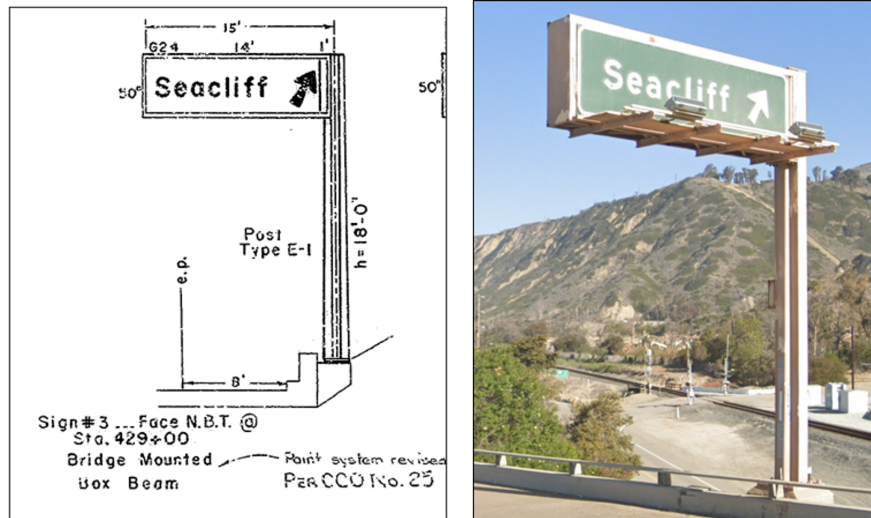 15'
G24 14' 1'
50" Seacliff
50"
Post
Type E-1
h=18'-0"
e.p.
8'
Sign #3 ... Face N.B.T. @
Sta. 429+00
Bridge Mounted
Box Beam
Paint system revised
PER CCO No. 25
Seacliff